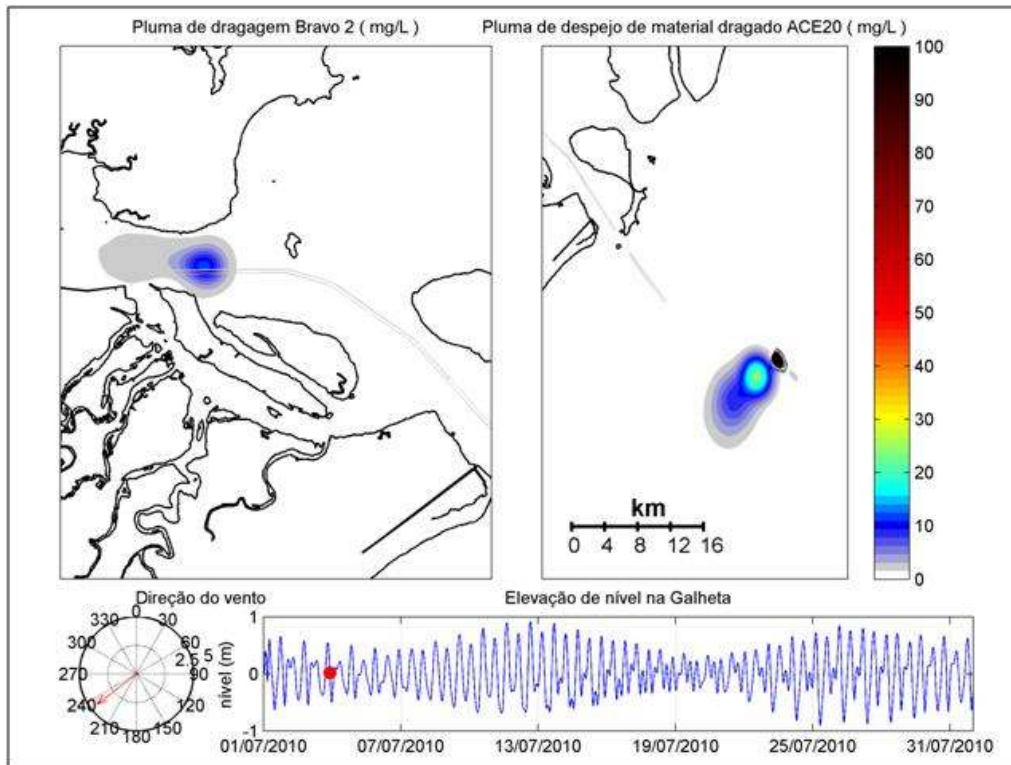 Pluma de dragagem Bravo 2 ( mg/L )
Pluma de despejo de material dragado ACE20 ( mg/L )
100
90
80
70
60
50
40
30
20
10
0
km
0 4 8 12 16
Direção do vento
0
330 30
300 60
2.5 5
270 90
240 120
210 150
180
Elevação de nível na Galheta
nível (m)
1
0
-1
01/07/2010 07/07/2010 13/07/2010 19/07/2010 25/07/2010 31/07/2010